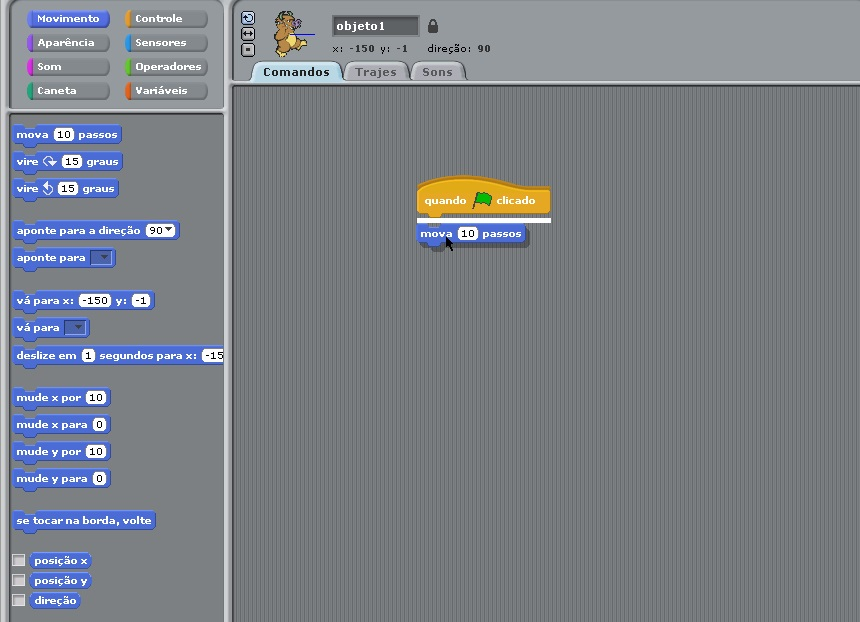 Movimento
Controle
Aparência
Sensores
Som
Operadores
Caneta
Variáveis
objeto1
x: -150 y: -1 direção: 90
Comandos
Trajes
Sons
mova 10 passos
vire 15 graus
vire 15 graus
aponte para a direção 90
aponte para
vá para x: -150 y: -1
vá para
deslize em 1 segundos para x: -15
mude x por 10
mude x para 0
mude y por 10
mude y para 0
se tocar na borda, volte
posição x
posição y
direção
quando clicado
mova 10 passos